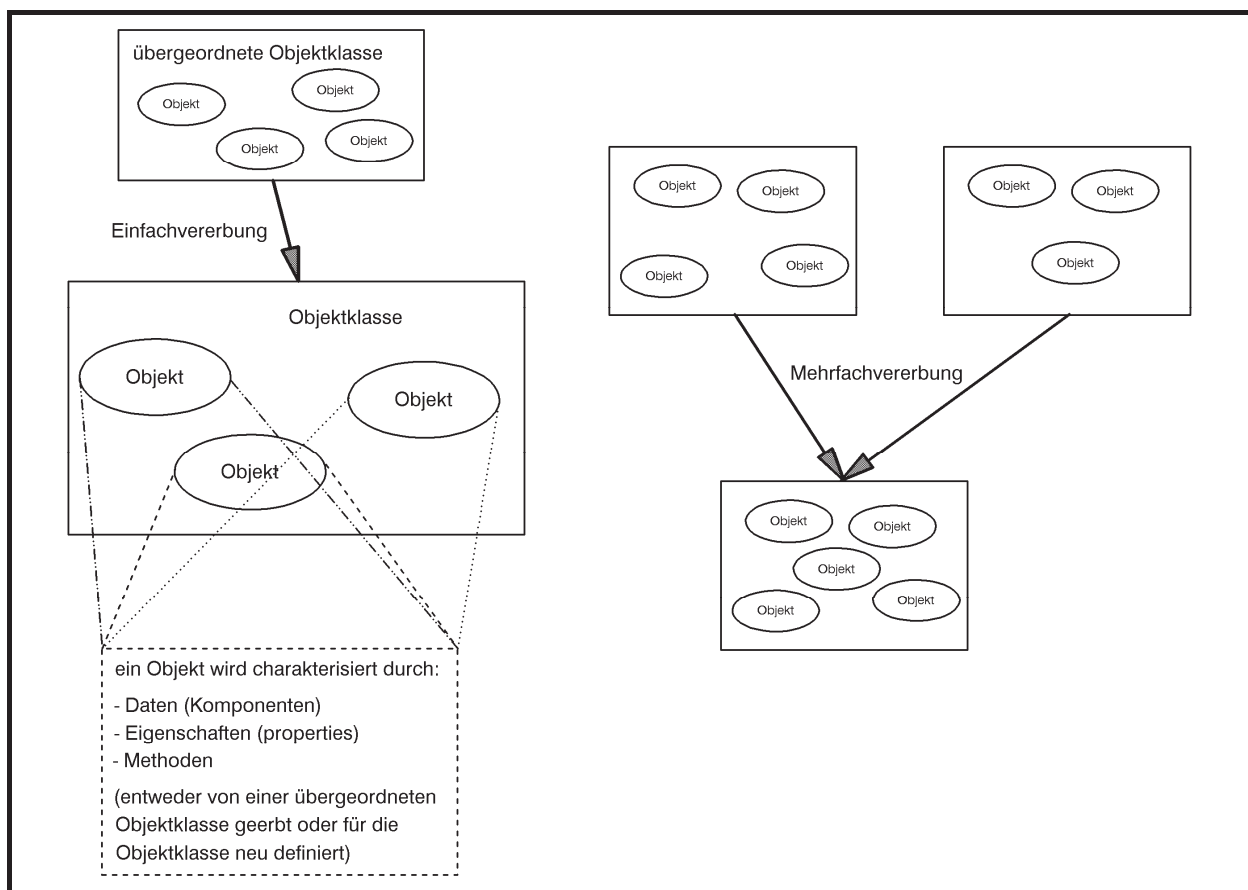 übergeordnete Objektklasse
Objekt
Objekt
Objekt
Objekt
Einfachvererbung
Objektklasse
Objekt
Objekt
Objekt
ein Objekt wird charakterisiert durch:
- Daten (Komponenten)
- Eigenschaften (properties)
- Methoden
(entweder von einer übergeordneten
Objektklasse geerbt oder für die
Objektklasse neu definiert)
Objekt
Objekt
Objekt
Objekt
Objekt
Objekt
Objekt
Mehrfachvererbung
Objekt
Objekt
Objekt
Objekt
Objekt